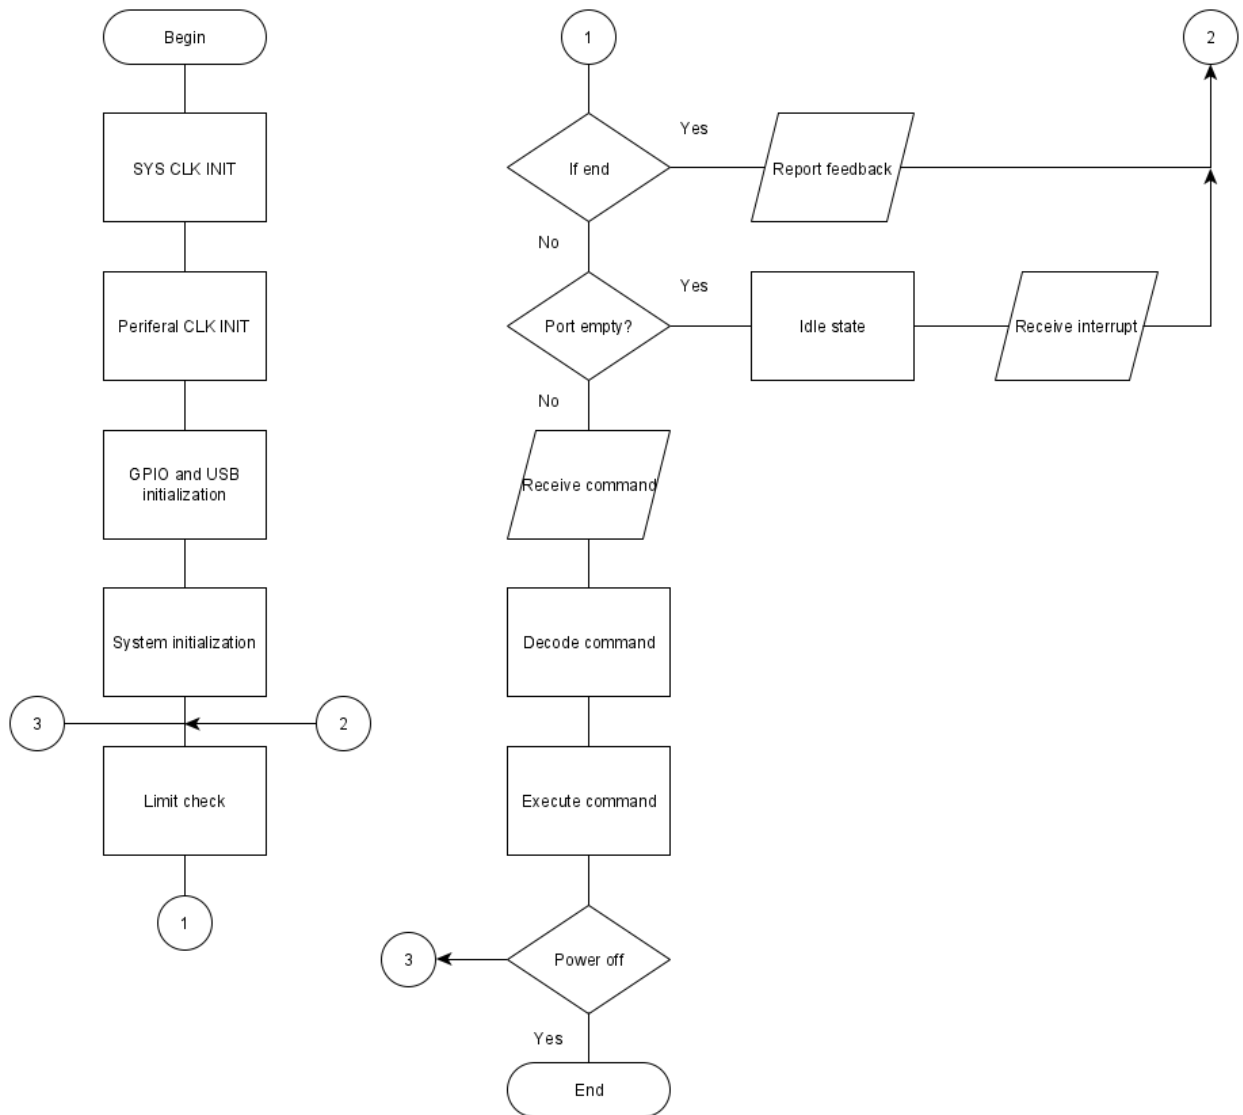 Begin
SYS CLK INIT
Periferal CLK INIT
GPIO and USB
initialization
System initialization
3
2
Limit check
1
1
If end
Yes
Report feedback
2
No
Port empty?
Yes
Idle state
Receive interrupt
No
Receive command
Decode command
Execute command
Power off
3
Yes
End